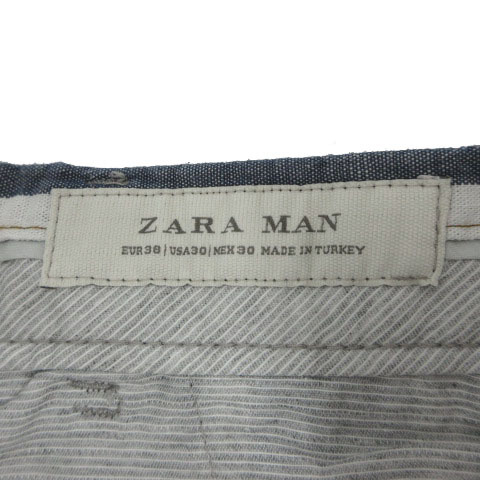 ZARA MAN
EUR 38 / USA 30 / MEX 30 MADE IN TURKEY